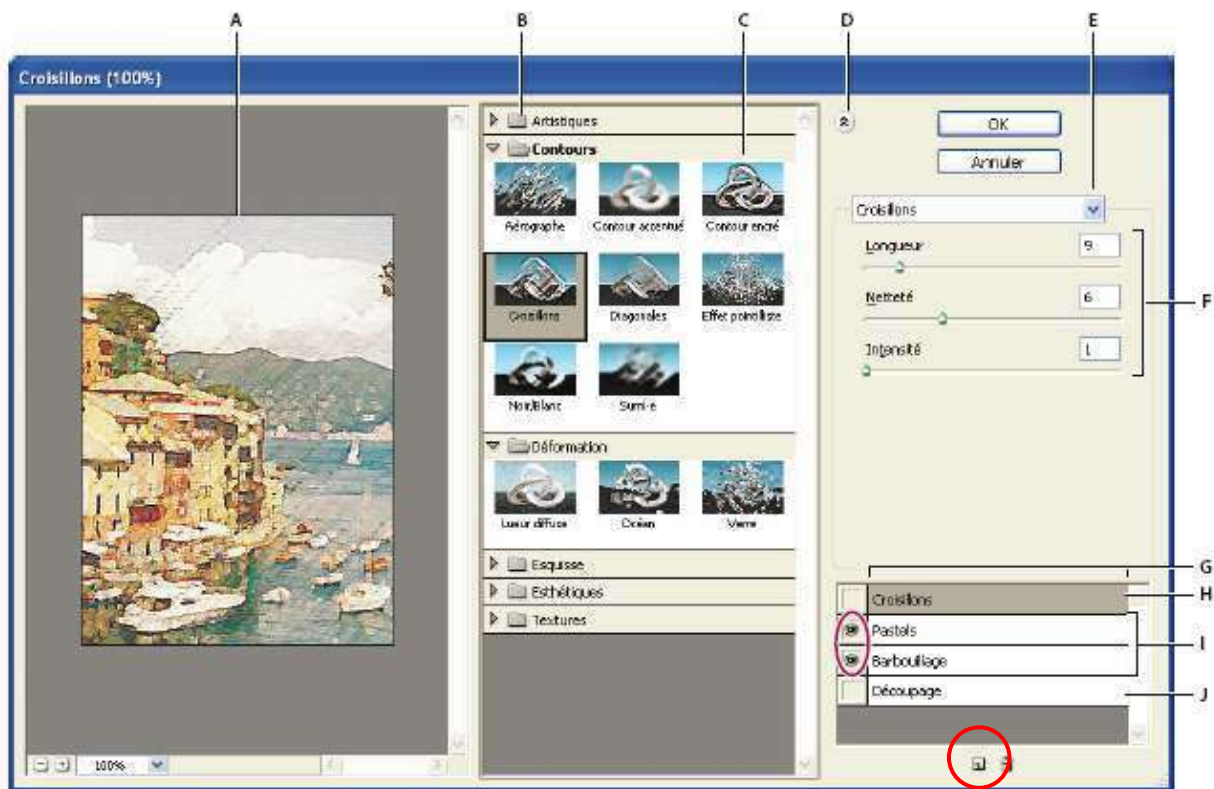 A B C D E
Croisillons (100%)
Artistiques
Contours
Aérographe Contour accentué Contour encré
Croisillons Diagonales Effet pointilliste
Noir/Blanc Sumi-e
Déformation
Lueur diffuse Océan Verre
Esquisse
Esthétiques
Textures
100%
OK
Annuler
Croisillons
Longueur 9
Netteté 6
Intensité 1
F
G
Croisillons H
Pastels
I
Barbouillage
Découpage J